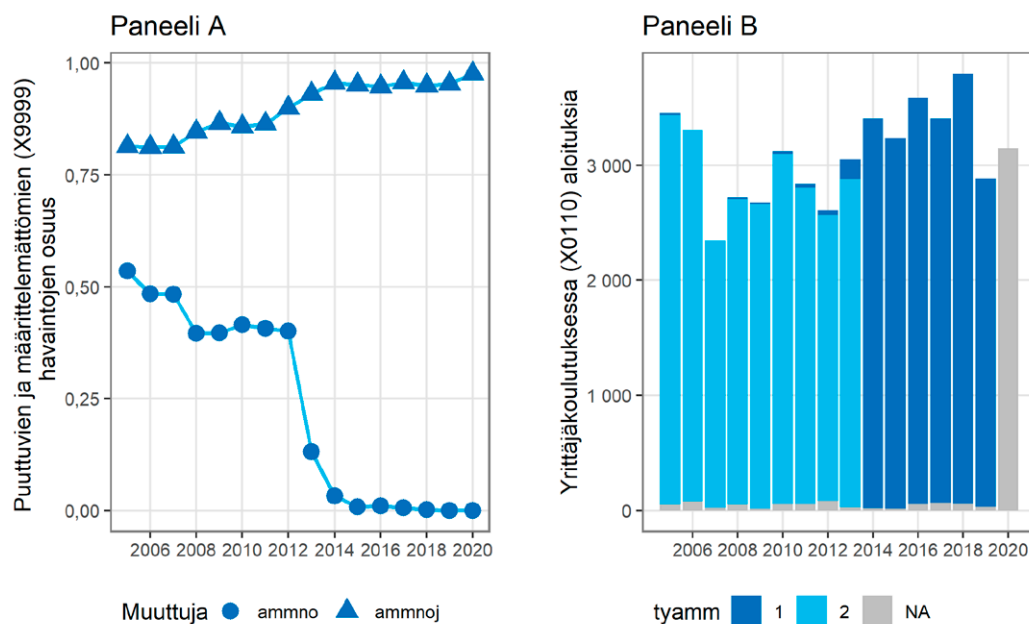 Paneeli A
Puuttuvien ja määrittelemättömien (X9999)
havaintojen osuus
1,00
0,75
0,50
0,25
0,00
2006 2008 2010 2012 2014 2016 2018 2020
Muuttuja ammno ammnoj
Paneeli B
Yrittäjäkoulutuksessa (X0110) aloituksia
3 000
2 000
1 000
0
2006 2008 2010 2012 2014 2016 2018 2020
tyamm 1 2 NA